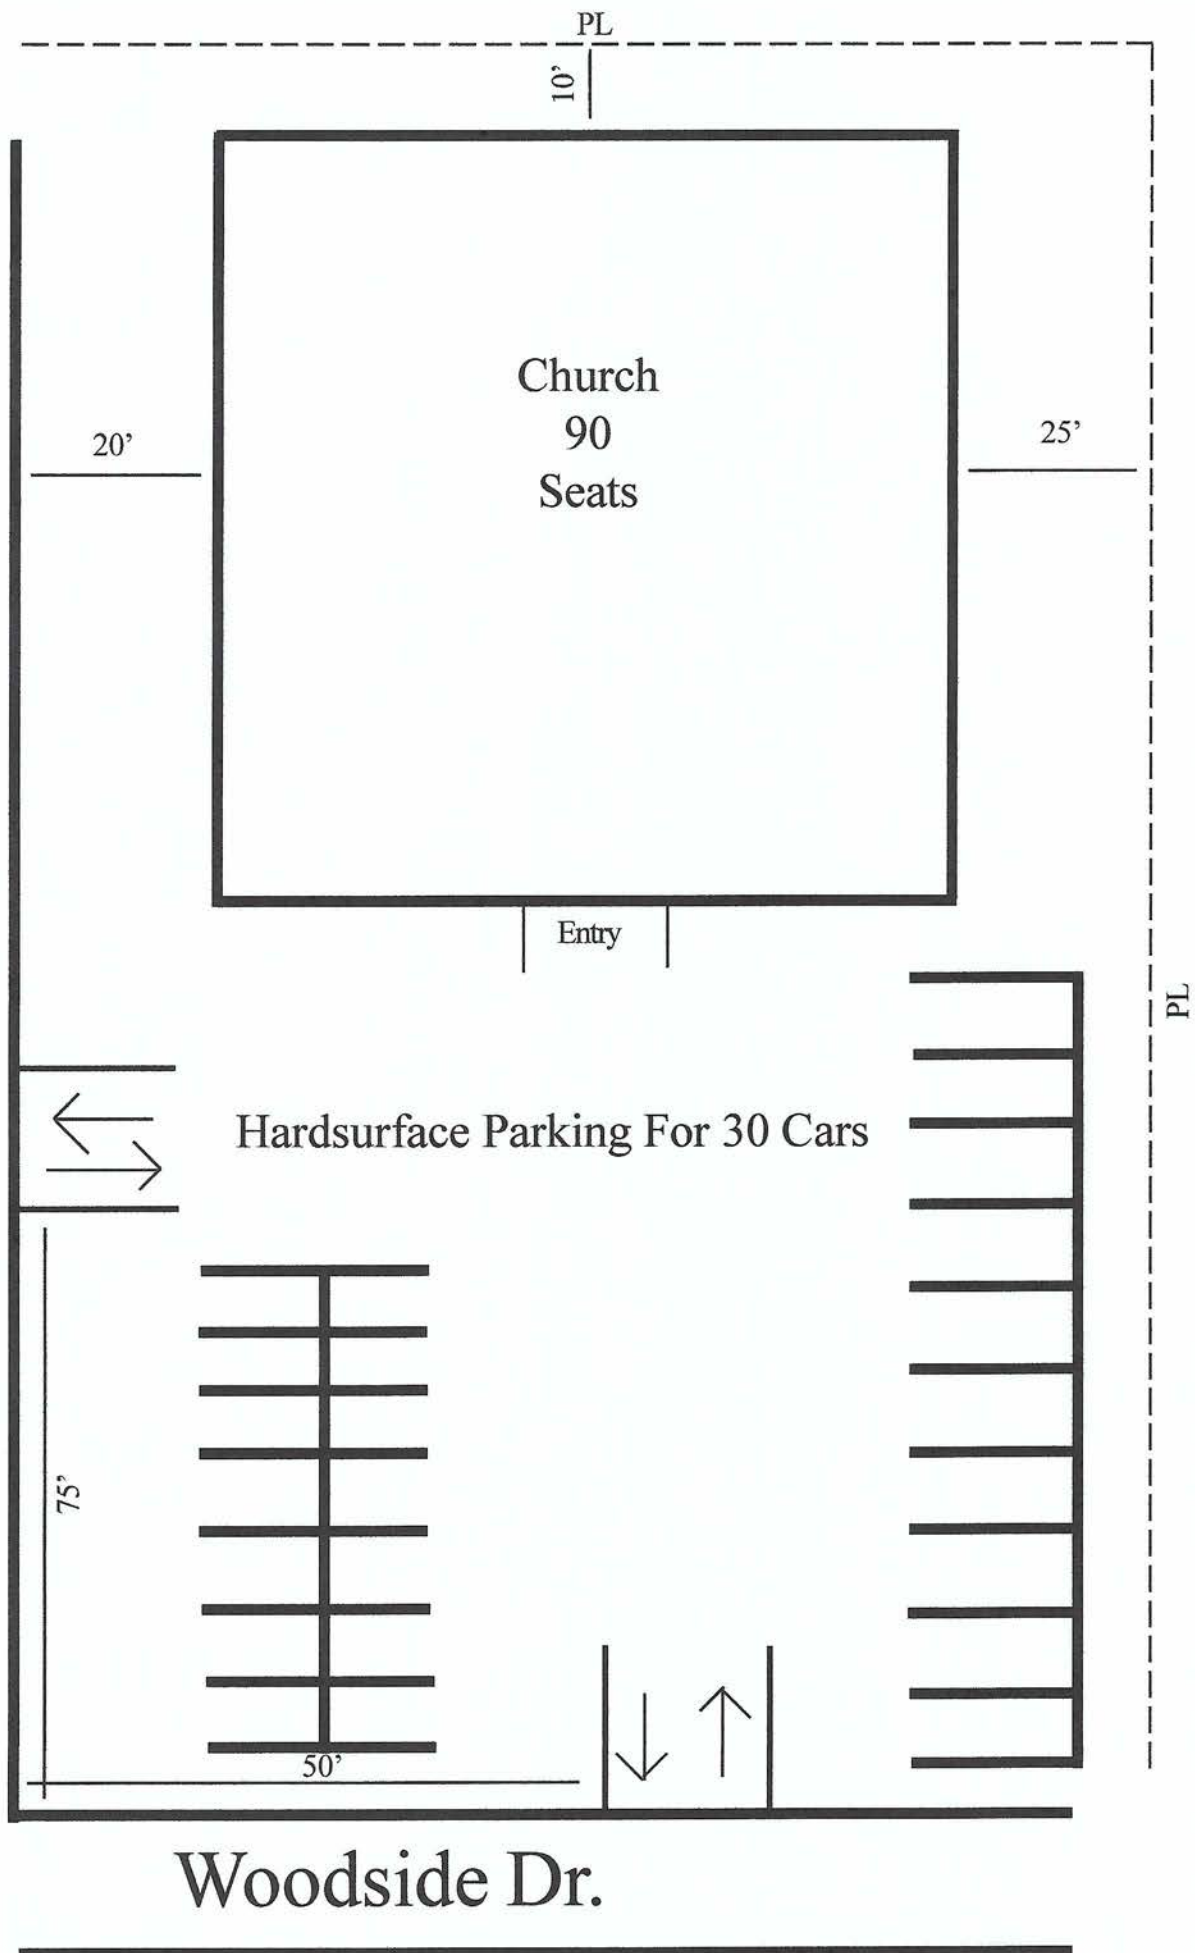 PL
10’
Church
90
Seats
20’
25’
Entry
PL
Hardsurface Parking For 30 Cars
75’
50’
Woodside Dr.